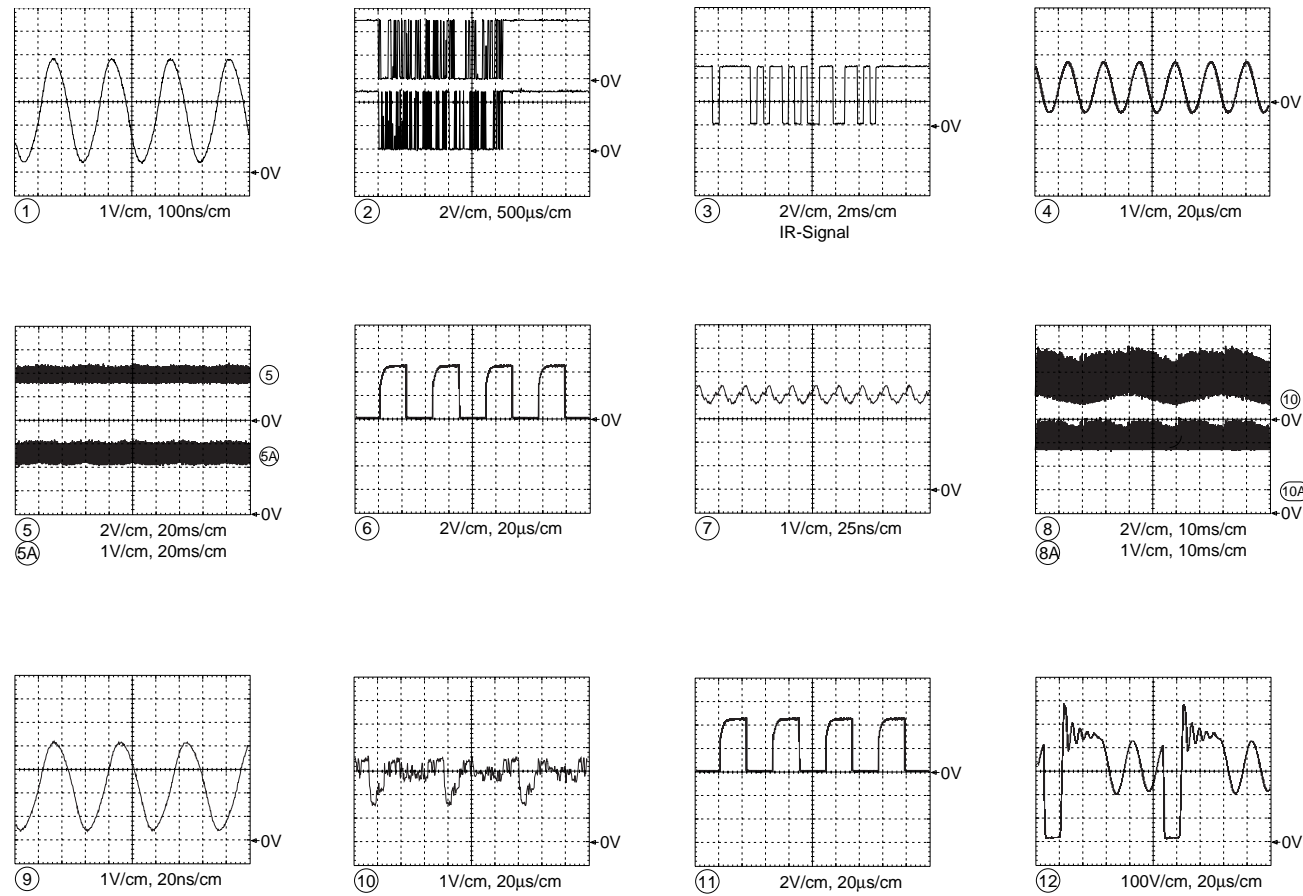 0V
① 1V/cm, 100ns/cm
0V
0V
② 2V/cm, 500µs/cm
0V
③ 2V/cm, 2ms/cm
IR-Signal
0V
④ 1V/cm, 20µs/cm
⑤
0V
5A
0V
⑤ 2V/cm, 20ms/cm
5A 1V/cm, 20ms/cm
0V
⑥ 2V/cm, 20µs/cm
0V
⑦ 1V/cm, 25ns/cm
⑩
0V
10A
0V
⑧ 2V/cm, 10ms/cm
8A 1V/cm, 10ms/cm
0V
⑨ 1V/cm, 20ns/cm
0V
⑩ 1V/cm, 20µs/cm
0V
⑪ 2V/cm, 20µs/cm
0V
⑫ 100V/cm, 20µs/cm